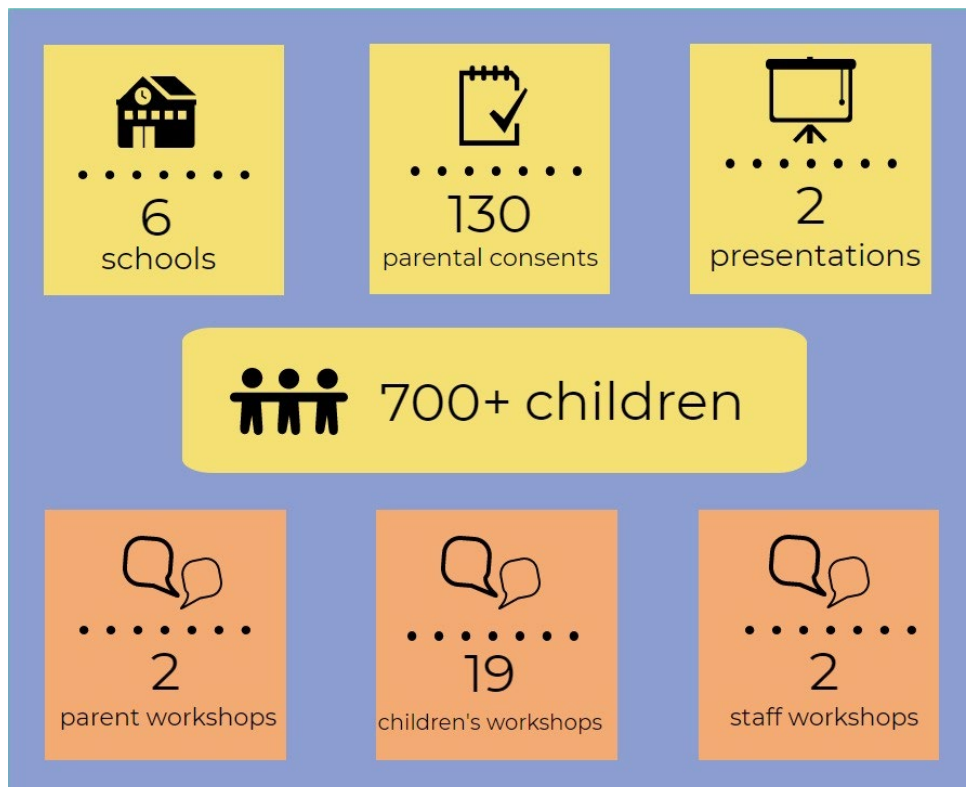 6
schools
130
parental consents
2
presentations
700+ children
2
parent workshops
19
children's workshops
2
staff workshops